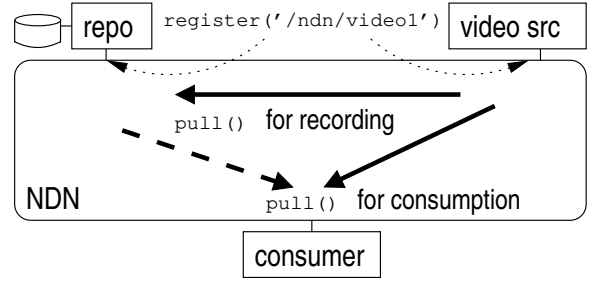 repo register('/ndn/video1') video src
pull() for recording
NDN pull() for consumption
consumer